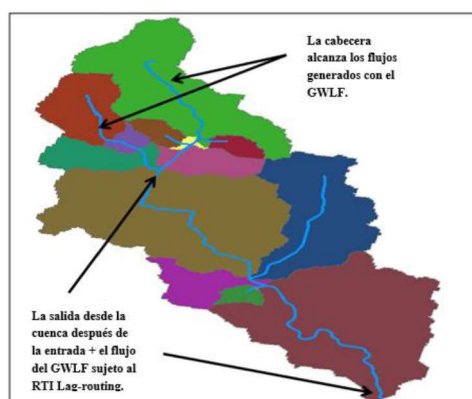 La cabecera
alcanza los flujos
generados con el
GWLF.
La salida desde la
cuenca después de
la entrada + el flujo
del GWLF sujeto al
RTI Lag-routing.